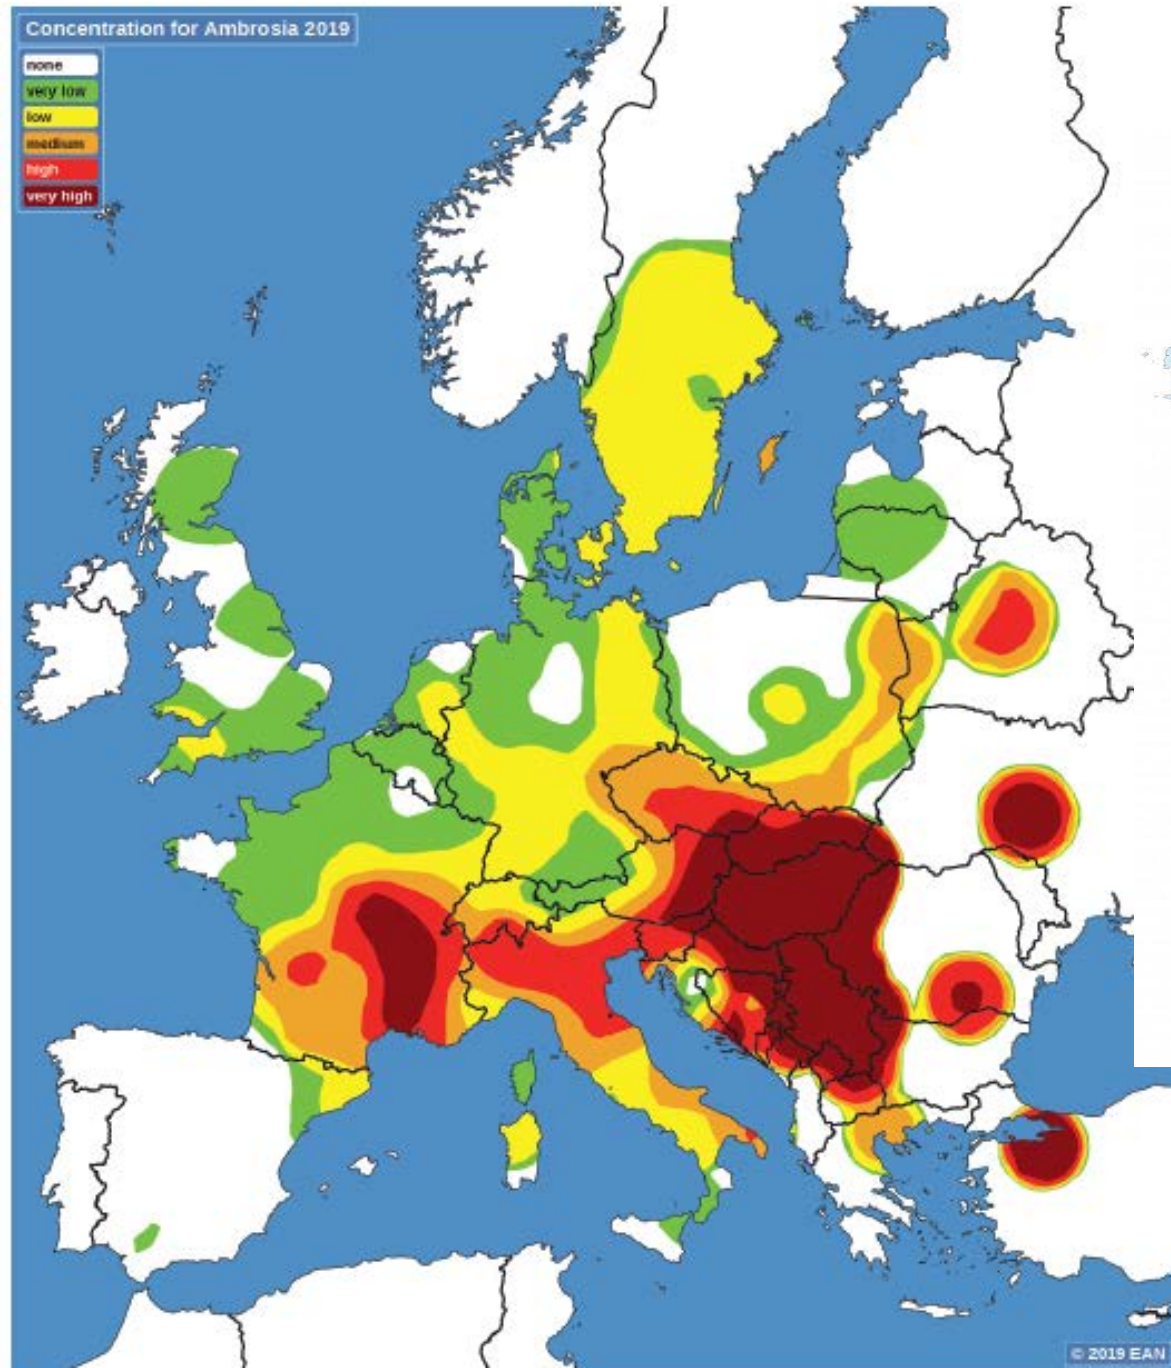 Concentration for Ambrosia 2019
none
very low
low
medium
high
very high
© 2019 EAN